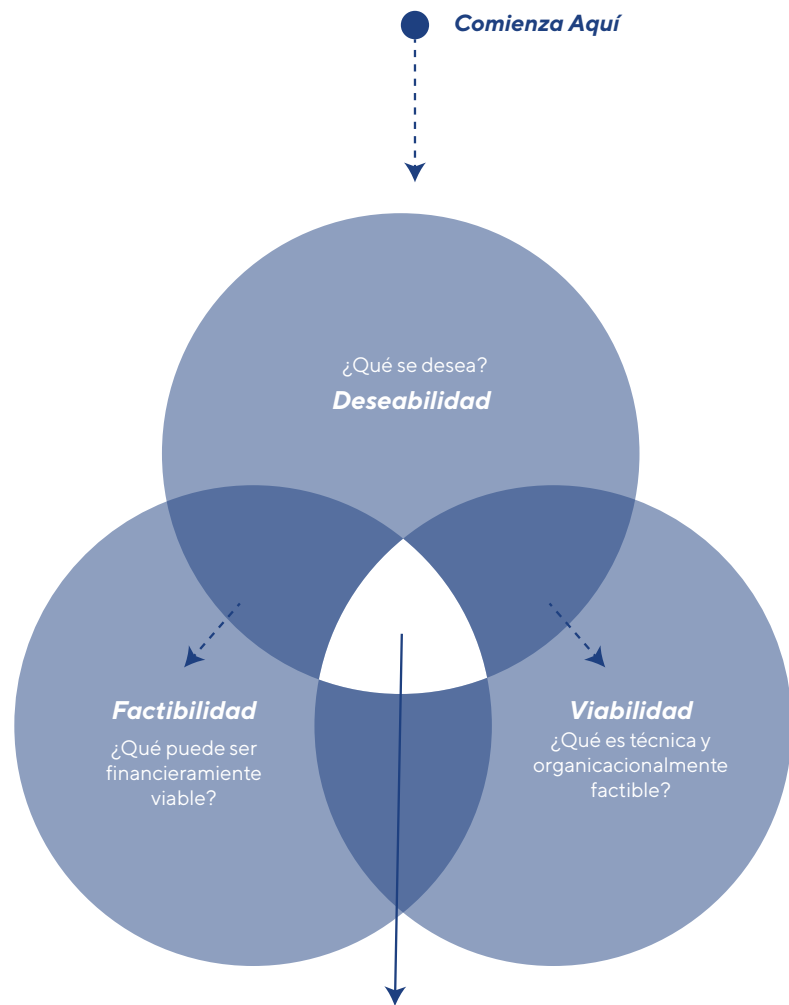 Comienza Aquí
¿Qué se desea?
Deseabilidad
Factibilidad
¿Qué puede ser
financieramiente
viable?
Viabilidad
¿Qué es técnica y
organicacionalmente
factible?